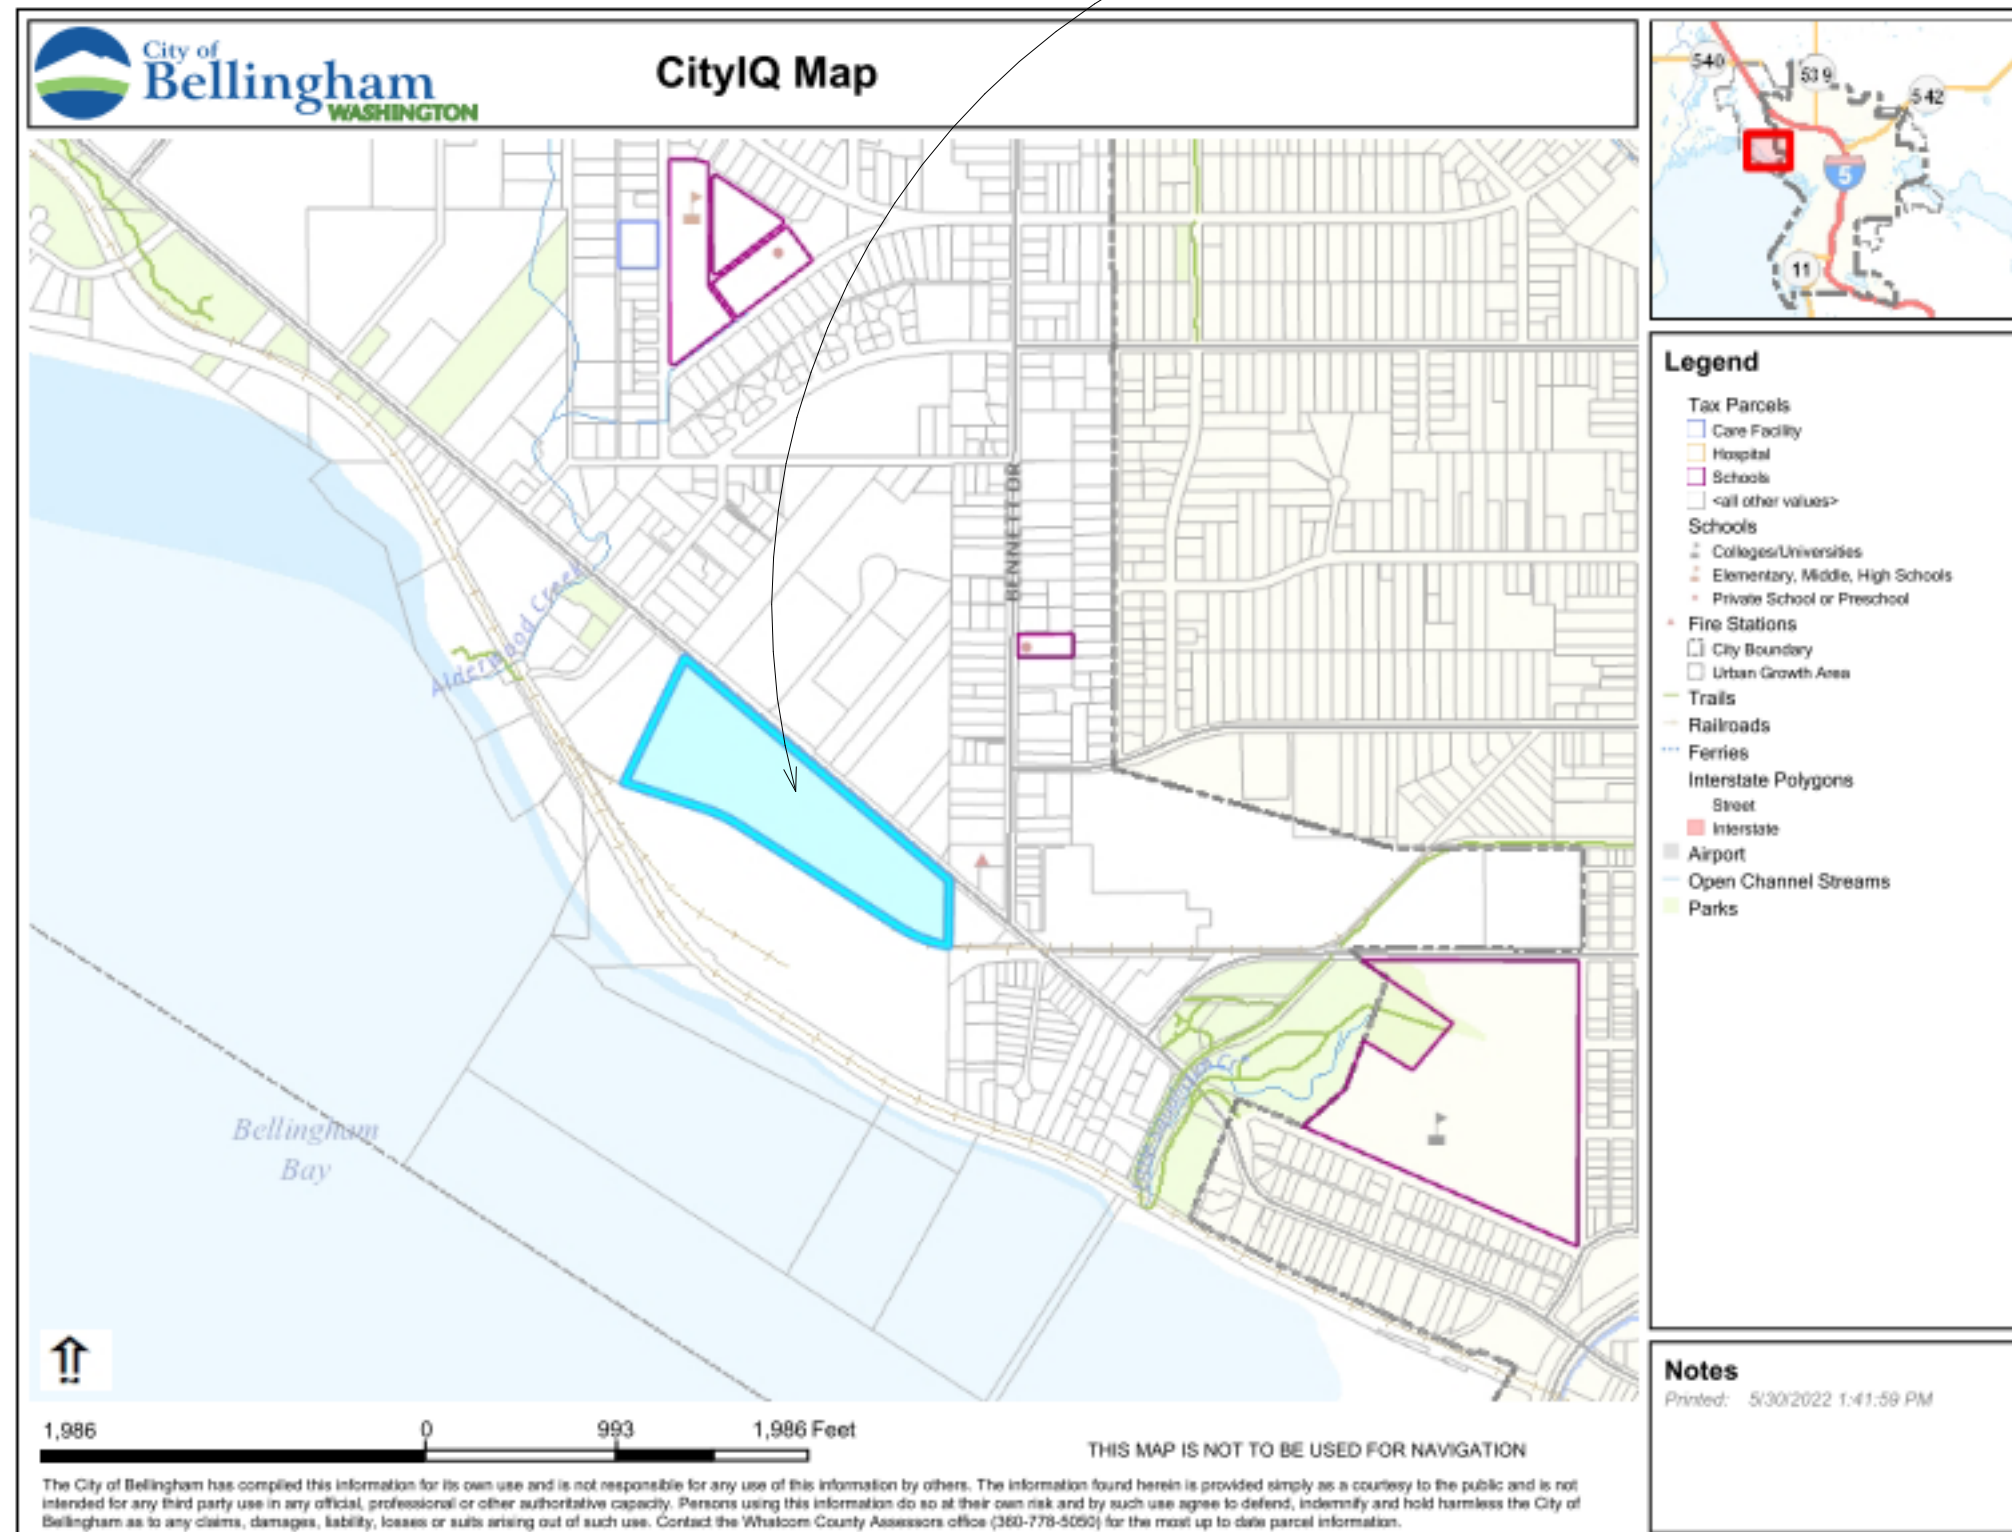 City of
Bellingham
WASHINGTON
CityIQ Map
540
539
542
5
11
BENNETT DR
Alderwood Creek
Bellingham
Bay
Legend
Tax Parcels
Care Facility
Hospital
Schools
<all other values>
Schools
Colleges/Universities
Elementary, Middle, High Schools
Private School or Preschool
Fire Stations
City Boundary
Urban Growth Area
Trails
Railroads
Ferries
Interstate Polygons
Street
Interstate
Airport
Open Channel Streams
Parks
Notes
Printed: 5/30/2022 1:41:59 PM
1,986 0 993 1,986 Feet
THIS MAP IS NOT TO BE USED FOR NAVIGATION
The City of Bellingham has compiled this information for its own use and is not responsible for any use of this information by others. The information found herein is provided simply as a courtesy to the public and is not
intended for any third party use in any official, professional or other authoritative capacity. Persons using this information do so at their own risk and by such use agree to defend, indemnify and hold harmless the City of
Bellingham as to any claims, damages, liability, losses or suits arising out of such use. Contact the Whatcom County Assessors office (360-778-5050) for the most up to date parcel information.